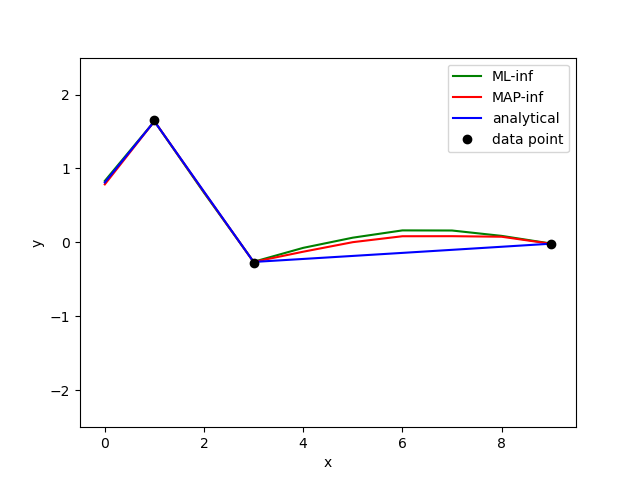 ML-inf
MAP-inf
analytical
data point
2
1
0
−1
−2
y
0 2 4 6 8
x